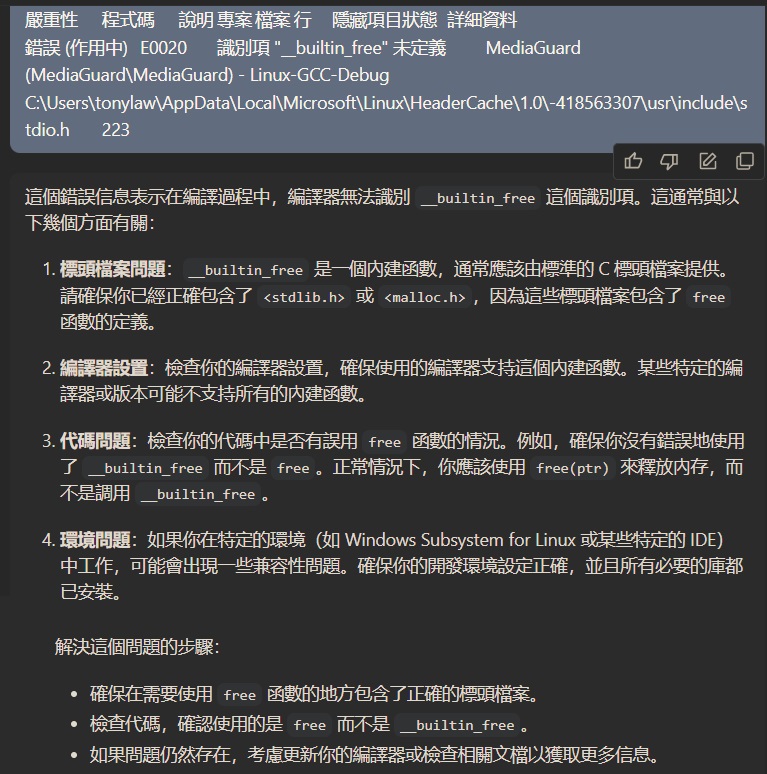 嚴重性 程式碼 說明 專案 檔案 行 隱藏項目狀態 詳細資料
錯誤 (作用中) E0020 識別項 "__builtin_free" 未定義 MediaGuard
(MediaGuard\MediaGuard) - Linux-GCC-Debug
C:\Users\tonylaw\AppData\Local\Microsoft\Linux\HeaderCache\1.0\-418563307\usr\include\s
tdio.h 223
這個錯誤信息表示在編譯過程中，編譯器無法識別 __builtin_free 這個識別項。這通常與以
下幾個方面有關：
1. 標頭檔案問題：__builtin_free 是一個內建函數，通常應該由標準的 C 標頭檔案提供。
請確保你已經正確包含了 <stdlib.h> 或 <malloc.h>，因為這些標頭檔案包含了 free
函數的定義。
2. 編譯器設置：檢查你的編譯器設置，確保使用的編譯器支持這個內建函數。某些特定的編
譯器或版本可能不支持所有的內建函數。
3. 代碼問題：檢查你的代碼中是否有誤用 free 函數的情況。例如，確保你沒有錯誤地使用
了 __builtin_free 而不是 free。正常情況下，你應該使用 free(ptr) 來釋放內存，而
不是調用 __builtin_free。
4. 環境問題：如果你在特定的環境（如 Windows Subsystem for Linux 或某些特定的 IDE）
中工作，可能會出現一些兼容性問題。確保你的開發環境設定正確，並且所有必要的庫都
已安裝。
解決這個問題的步驟：
• 確保在需要使用 free 函數的地方包含了正確的標頭檔案。
• 檢查代碼，確認使用的是 free 而不是 __builtin_free。
• 如果問題仍然存在，考慮更新你的編譯器或檢查相關文檔以獲取更多信息。